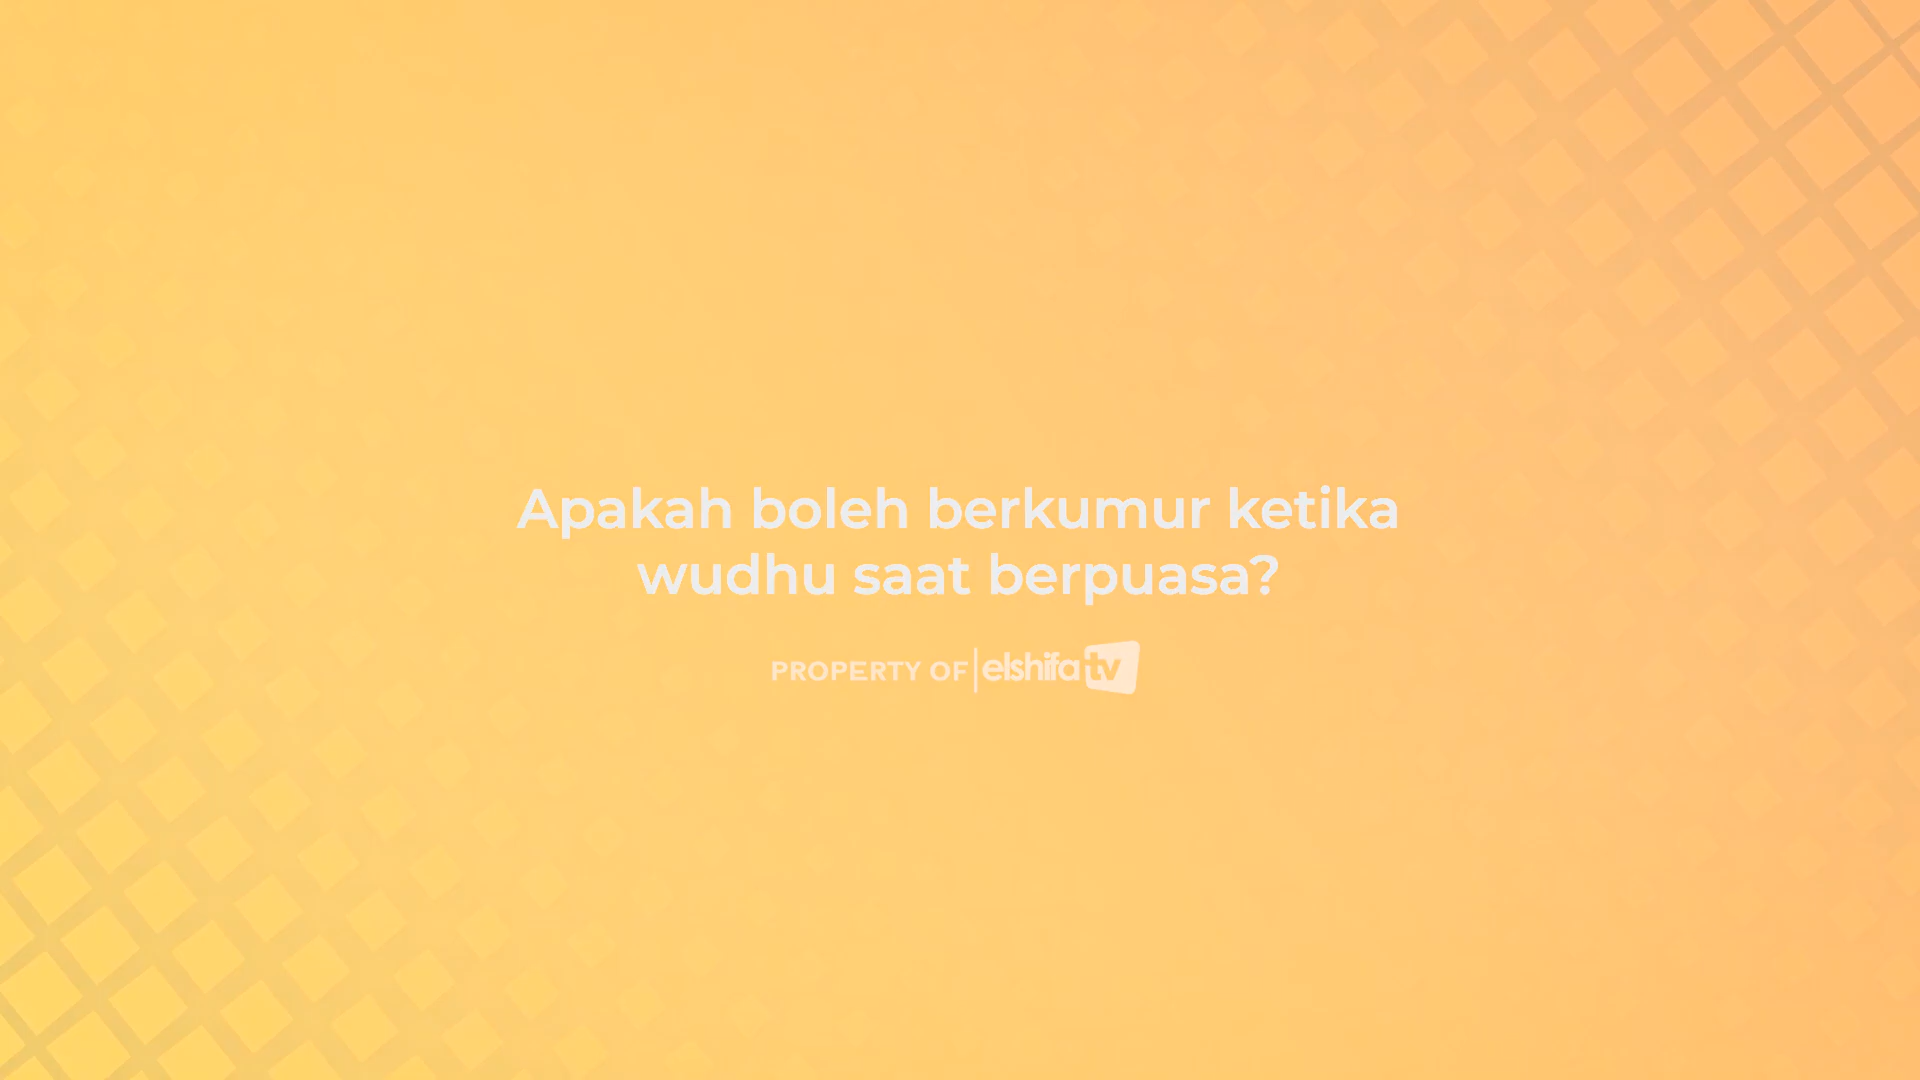 Apakah boleh berkumur ketika
wudhu saat berpuasa?
PROPERTY OF elshifa tv